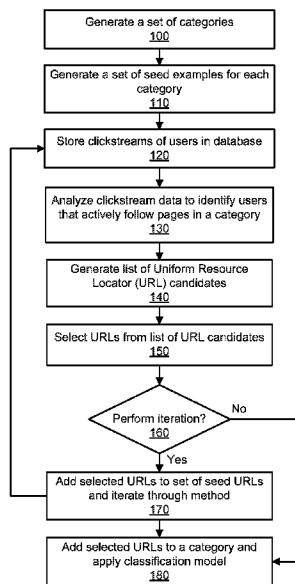 Generate a set of categories
100
Generate a set of seed examples for each
category
110
Store clickstreams of users in database
120
Analyze clickstream data to identify users
that actively follow pages in a category
130
Generate list of Uniform Resource
Locator (URL) candidates
140
Select URLs from list of URL candidates
150
Perform iteration?
160
No
Yes
Add selected URLs to set of seed URLs
and iterate through method
170
Add selected URLs to a category and
apply classification model
180